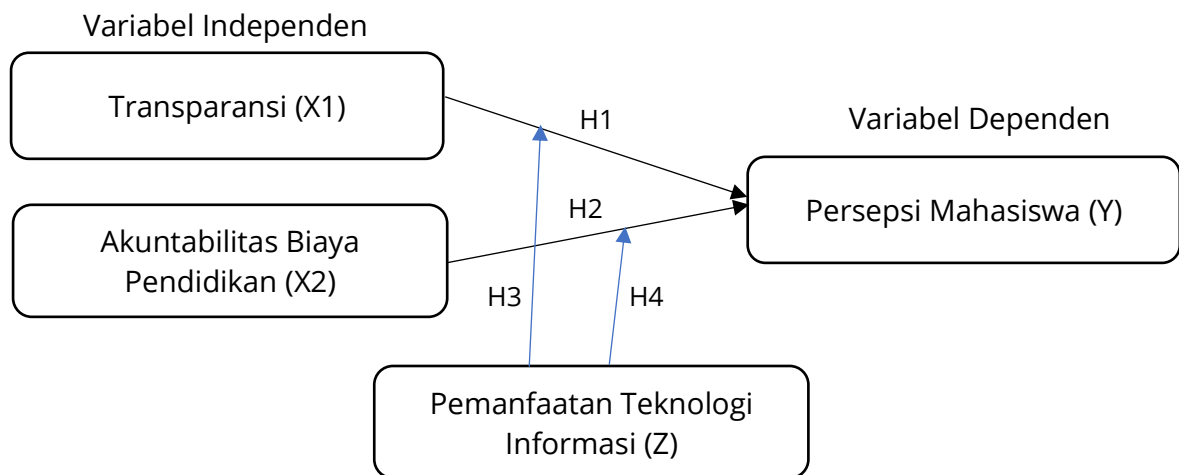 Variabel Independen
Transparansi (X1)
H1
Variabel Dependen
Persepsi Mahasiswa (Y)
H2
Akuntabilitas Biaya
Pendidikan (X2)
H3
H4
Pemanfaatan Teknologi
Informasi (Z)